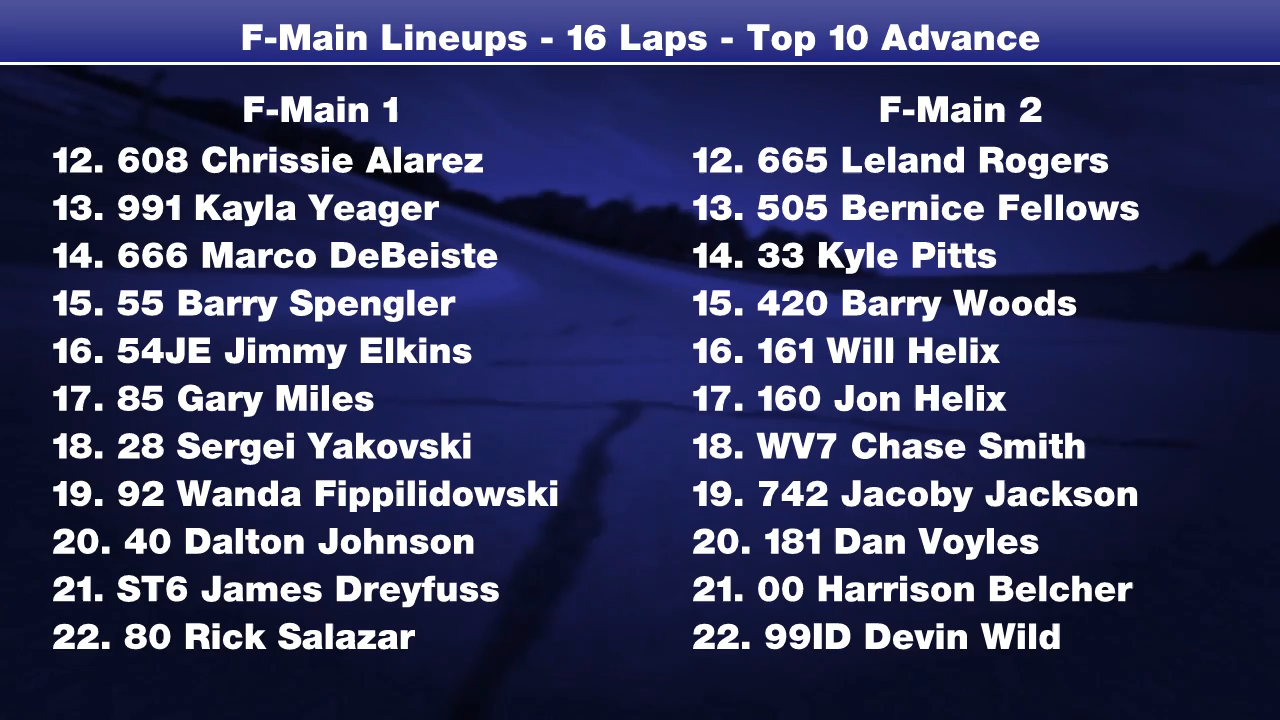 F-Main Lineups - 16 Laps - Top 10 Advance
F-Main 1
12. 608 Chrissie Alarez
13. 991 Kayla Yeager
14. 666 Marco DeBeiste
15. 55 Barry Spengler
16. 54JE Jimmy Elkins
17. 85 Gary Miles
18. 28 Sergei Yakovski
19. 92 Wanda Fippilidowski
20. 40 Dalton Johnson
21. ST6 James Dreyfuss
22. 80 Rick Salazar
F-Main 2
12. 665 Leland Rogers
13. 505 Bernice Fellows
14. 33 Kyle Pitts
15. 420 Barry Woods
16. 161 Will Helix
17. 160 Jon Helix
18. WV7 Chase Smith
19. 742 Jacoby Jackson
20. 181 Dan Voyles
21. 00 Harrison Belcher
22. 99ID Devin Wild